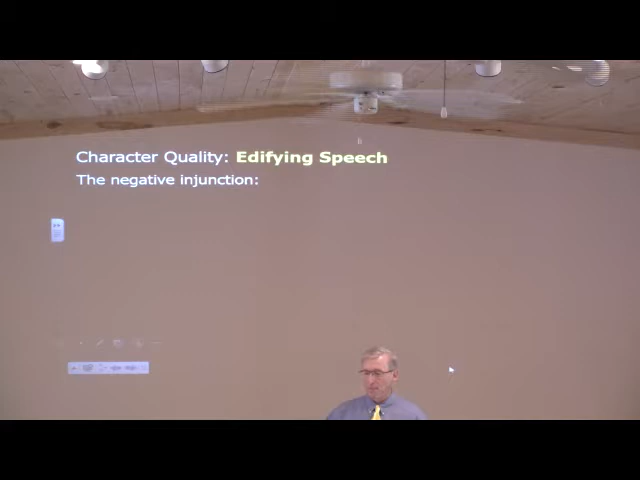 Character Quality: Edifying Speech
The negative injunction: